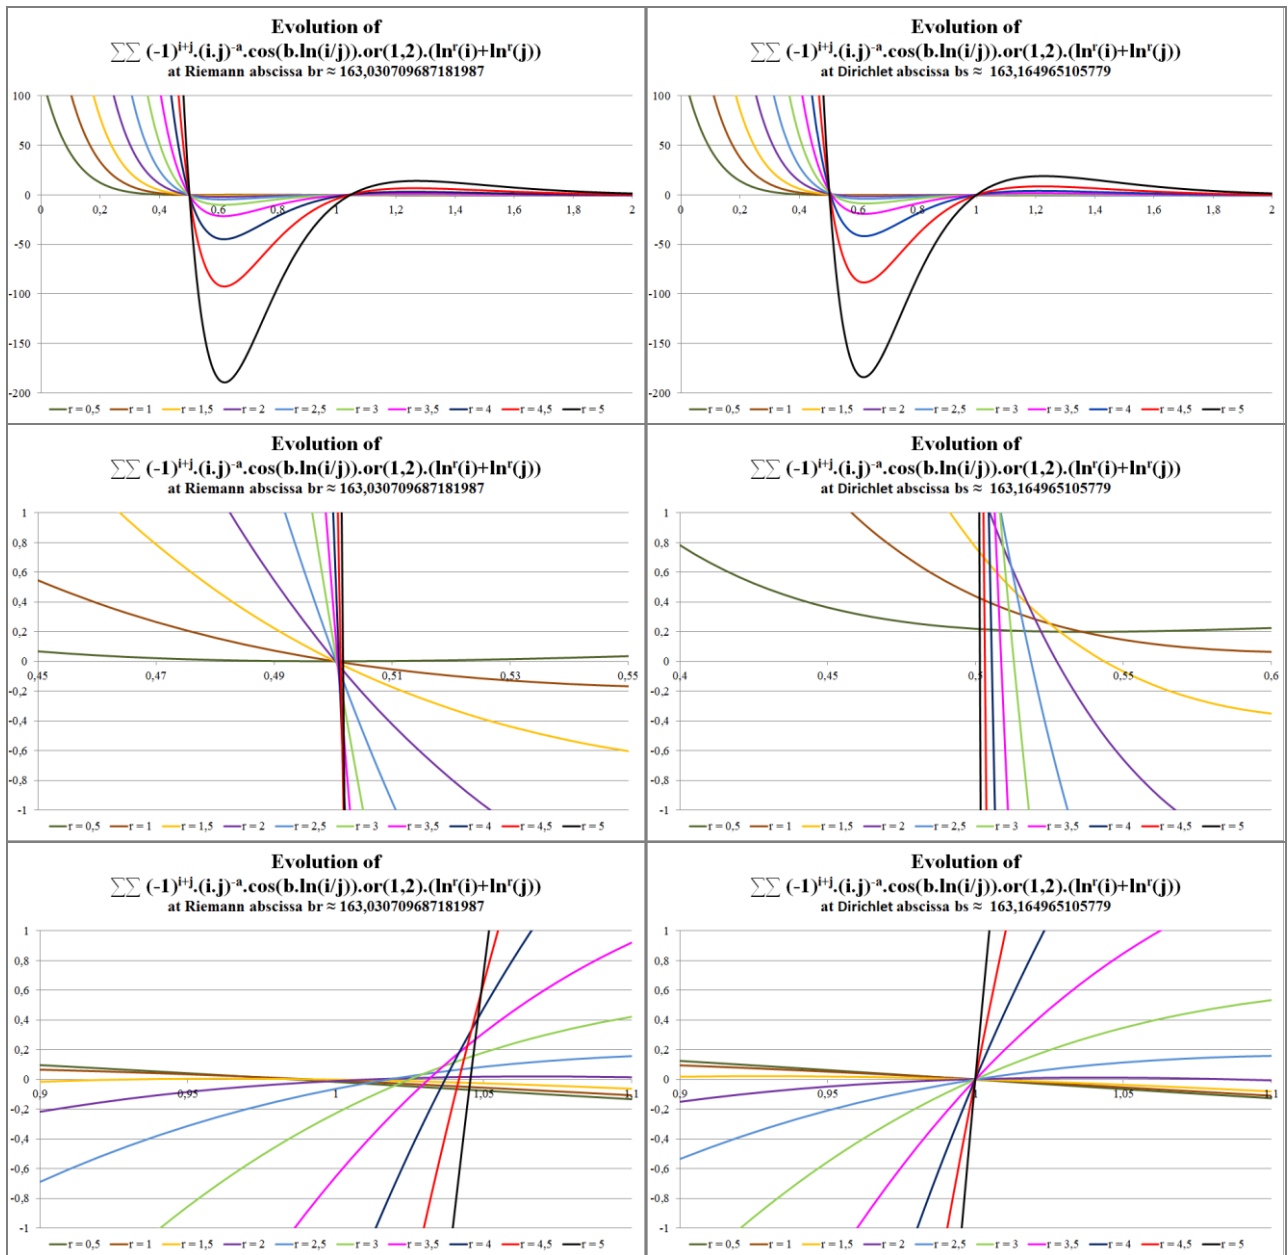 Evolution of
∑∑ (-1)^i+j.(i.j)^-a.cos(b.ln(i/j)).or(1,2).(ln^r(i)+ln^r(j))
at Riemann abscissa br ≈ 163,030709687181987
100
50
0
-50
-100
-150
-200
0 0,2 0,4 0,6 0,8 1 1,2 1,4 1,6 1,8 2
r = 0,5 r = 1 r = 1,5 r = 2 r = 2,5 r = 3 r = 3,5 r = 4 r = 4,5 r = 5
Evolution of
∑∑ (-1)^i+j.(i.j)^-a.cos(b.ln(i/j)).or(1,2).(ln^r(i)+ln^r(j))
at Dirichlet abscissa bs ≈ 163,164965105779
100
50
0
-50
-100
-150
-200
0 0,2 0,4 0,6 0,8 1 1,2 1,4 1,6 1,8 2
r = 0,5 r = 1 r = 1,5 r = 2 r = 2,5 r = 3 r = 3,5 r = 4 r = 4,5 r = 5
Evolution of
∑∑ (-1)^i+j.(i.j)^-a.cos(b.ln(i/j)).or(1,2).(ln^r(i)+ln^r(j))
at Riemann abscissa br ≈ 163,030709687181987
1
0,8
0,6
0,4
0,2
0
-0,2
-0,4
-0,6
-0,8
-1
0,45 0,47 0,49 0,51 0,53 0,55
r = 0,5 r = 1 r = 1,5 r = 2 r = 2,5 r = 3 r = 3,5 r = 4 r = 4,5 r = 5
Evolution of
∑∑ (-1)^i+j.(i.j)^-a.cos(b.ln(i/j)).or(1,2).(ln^r(i)+ln^r(j))
at Dirichlet abscissa bs ≈ 163,164965105779
1
0,8
0,6
0,4
0,2
0
-0,2
-0,4
-0,6
-0,8
-1
0,4 0,45 0,5 0,55 0,6
r = 0,5 r = 1 r = 1,5 r = 2 r = 2,5 r = 3 r = 3,5 r = 4 r = 4,5 r = 5
Evolution of
∑∑ (-1)^i+j.(i.j)^-a.cos(b.ln(i/j)).or(1,2).(ln^r(i)+ln^r(j))
at Riemann abscissa br ≈ 163,030709687181987
1
0,8
0,6
0,4
0,2
0
-0,2
-0,4
-0,6
-0,8
-1
0,9 0,95 1 1,05 1,1
r = 0,5 r = 1 r = 1,5 r = 2 r = 2,5 r = 3 r = 3,5 r = 4 r = 4,5 r = 5
Evolution of
∑∑ (-1)^i+j.(i.j)^-a.cos(b.ln(i/j)).or(1,2).(ln^r(i)+ln^r(j))
at Dirichlet abscissa bs ≈ 163,164965105779
1
0,8
0,6
0,4
0,2
0
-0,2
-0,4
-0,6
-0,8
-1
0,9 0,95 1 1,05 1,1
r = 0,5 r = 1 r = 1,5 r = 2 r = 2,5 r = 3 r = 3,5 r = 4 r = 4,5 r = 5